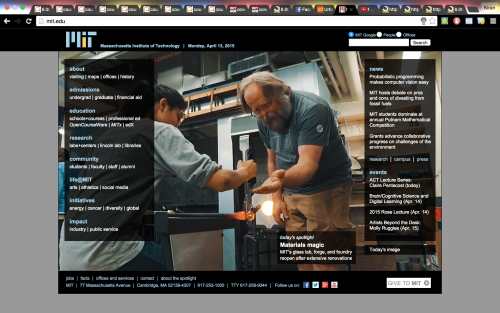 Kiran
mit.edu
MIT
Massachusetts Institute of Technology | Monday, April 13, 2015
MIT Google People Offices
Search
about
visiting | maps | offices | history
admissions
undergrad | graduate | financial aid
education
schools+courses | professional ed
OpenCourseWare | MITx | edX
research
labs+centers | lincoln lab | libraries
community
students | faculty | staff | alumni
life@MIT
arts | athletics | social media
initiatives
energy | cancer | diversity | global
impact
industry | public service
today's spotlight
Materials magic
MIT's glass lab, forge, and foundry
reopen after extensive renovations
news
Probabilistic programming
makes computer vision easy
MIT hosts debate on pros
and cons of divesting from
fossil fuels
MIT students dominate at
annual Putnam Mathematical
Competition
Grants advance collaborative
progress on challenges of the
environment
research | campus | press
events
ACT Lecture Series:
Claire Pentecost (today)
Brain/Cognitive Science and
Digital Learning (Apr. 14)
2015 Rose Lecture (Apr. 14)
Artists Beyond the Desk:
Molly Ruggles (Apr. 15)
Today's image
jobs | facts | offices and services | contact | about the spotlight
MIT | 77 Massachusetts Avenue | Cambridge, MA 02139-4307 | 617-253-1000 | TTY 617-258-9344 | Follow us on:
GIVE TO MIT